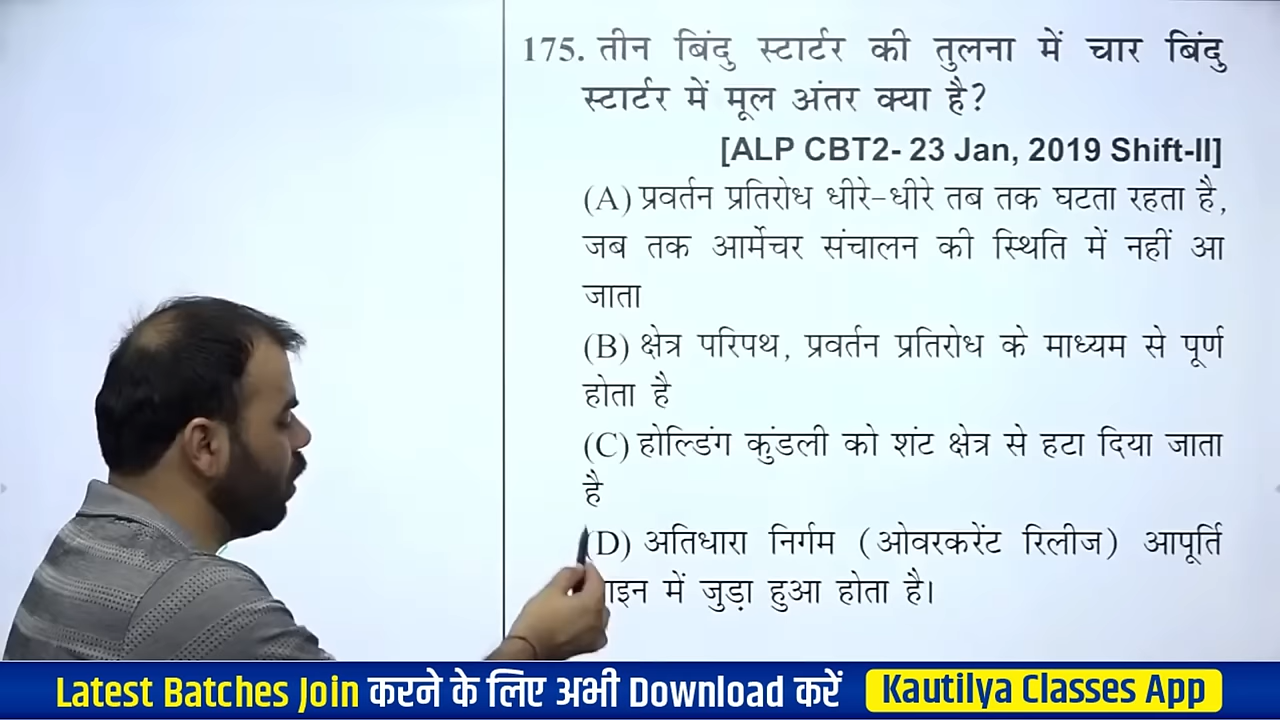 175. तीन बिंदु स्टार्टर की तुलना में चार बिंदु
स्टार्टर में मूल अंतर क्या है?
[ALP CBT2- 23 Jan, 2019 Shift-II]
(A) प्रवर्तन प्रतिरोध धीरे-धीरे तब तक घटता रहता है,
जब तक आर्मेचर संचालन की स्थिति में नहीं आ
जाता
(B) क्षेत्र परिपथ, प्रवर्तन प्रतिरोध के माध्यम से पूर्ण
होता है
(C) होल्डिंग कुंडली को शंट क्षेत्र से हटा दिया जाता
है
(D) अतिधारा निर्गम (ओवरकरेंट रिलीज) आपूर्ति
में जुड़ा हुआ होता है।
Latest Batches Join करने के लिए अभी Download करें Kautilya Classes App